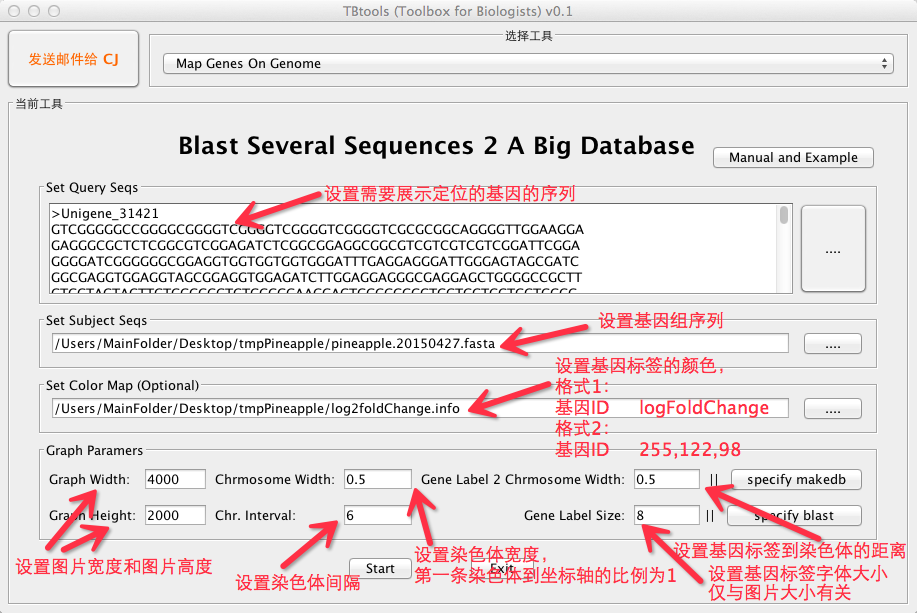 TBtools (Toolbox for Biologists) v0.1
发送邮件给 CJ
选择工具
Map Genes On Genome
当前工具
Blast Several Sequences 2 A Big Database
Manual and Example
Set Query Seqs
设置需要展示定位的基因的序列
>Unigene_31421
GTCGGGGGCCGGGGCGGGGTCGGGGTCGGGGTCGGGGTCGCGCGGCAGGGGTTGGAAGGA
GAGGGCGCTCTCGGCGTCGGAGATCTCGGCGGAGGCGGCGTCGTCGTCGTCGGATTCGGA
GGGGATCGGGGGGCGGAGGTGGTGGTGGTGGGATTTGAGGAGGGATTGGGAGTAGCGATC
GGCGAGGTGGAGGTAGCGGAGGTGGAGATCTTGGAGGAGGGCGAGGAGCTGGGGCCGCTT
....
Set Subject Seqs
设置基因组序列
/Users/MainFolder/Desktop/tmpPineapple/pineapple.20150427.fasta
....
设置基因标签的颜色，
Set Color Map (Optional)
格式1：
/Users/MainFolder/Desktop/tmpPineapple/log2foldChange.info
基因ID logFoldChange
....
格式2：
基因ID 255,122,98
Graph Paramers
Graph Width: 4000 Chrmosome Width: 0.5 Gene Label 2 Chrmosome Width: 0.5 || specify makedb
Graph Height: 2000 Chr. Interval: 6 Gene Label Size: 8 || specify blast
设置图片宽度和图片高度
设置染色体间隔
Start
设置染色体宽度，
第一条染色体到坐标轴的比例为1
Exit
设置基因标签到染色体的距离
设置基因标签字体大小
仅与图片大小有关